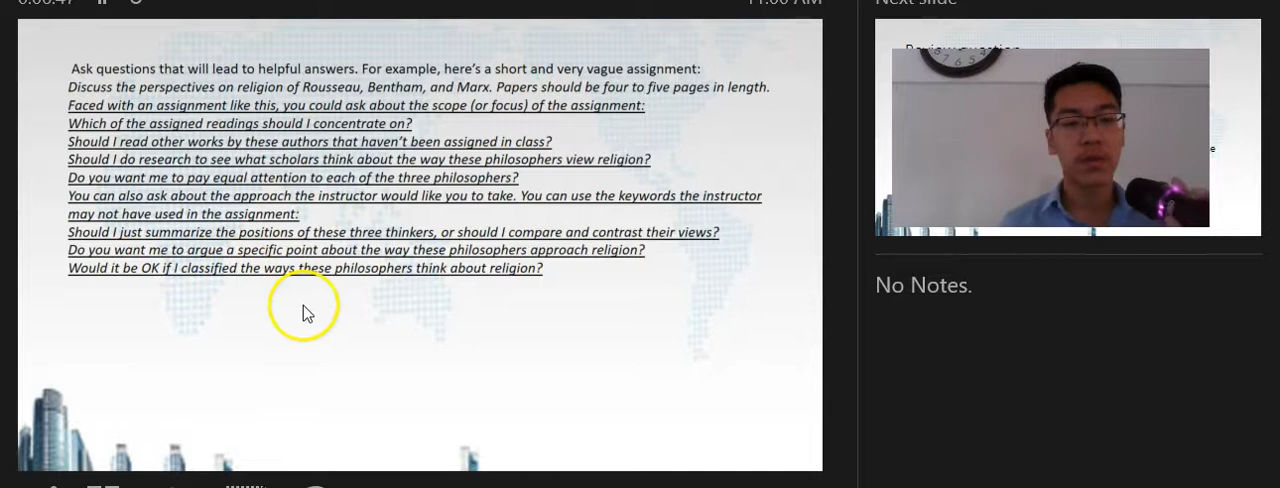 11:00 AM
Next slide
Ask questions that will lead to helpful answers. For example, here's a short and very vague assignment:
Discuss the perspectives on religion of Rousseau, Bentham, and Marx. Papers should be four to five pages in length.
Faced with an assignment like this, you could ask about the scope (or focus) of the assignment:
Which of the assigned readings should I concentrate on?
Should I read other works by these authors that haven't been assigned in class?
Should I do research to see what scholars think about the way these philosophers view religion?
Do you want me to pay equal attention to each of the three philosophers?
You can also ask about the approach the instructor would like you to take. You can use the keywords the instructor
may not have used in the assignment:
Should I just summarize the positions of these three thinkers, or should I compare and contrast their views?
Do you want me to argue a specific point about the way these philosophers approach religion?
Would it be OK if I classified the ways these philosophers think about religion?
No Notes.